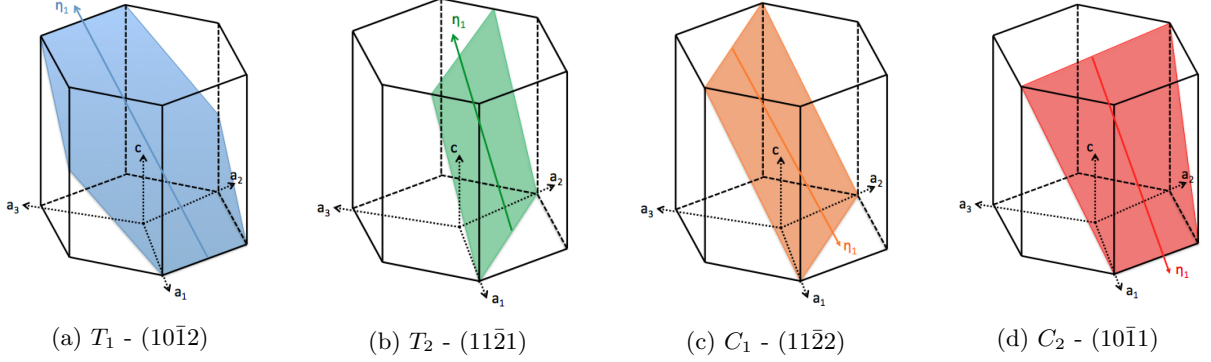 η₁
c
a₂
a₃
a₁
(a) T₁ - (101̄2)
η₁
c
a₂
a₃
a₁
(b) T₂ - (112̄1)
c
a₂
a₃
η₁
a₁
(c) C₁ - (112̄2)
c
a₂
a₃
η₁
a₁
(d) C₂ - (101̄1)